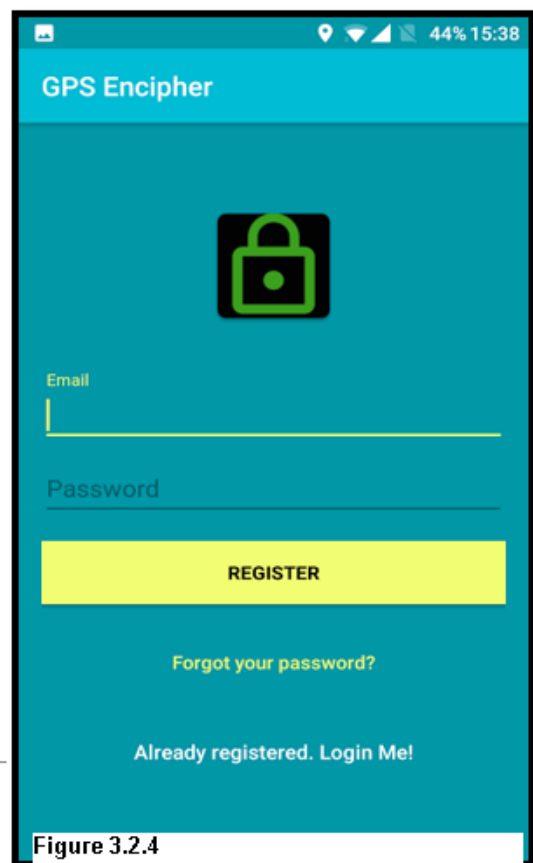 44% 15:38
GPS Encipher
Email
Password
REGISTER
Forgot your password?
Already registered. Login Me!
Figure 3.2.4